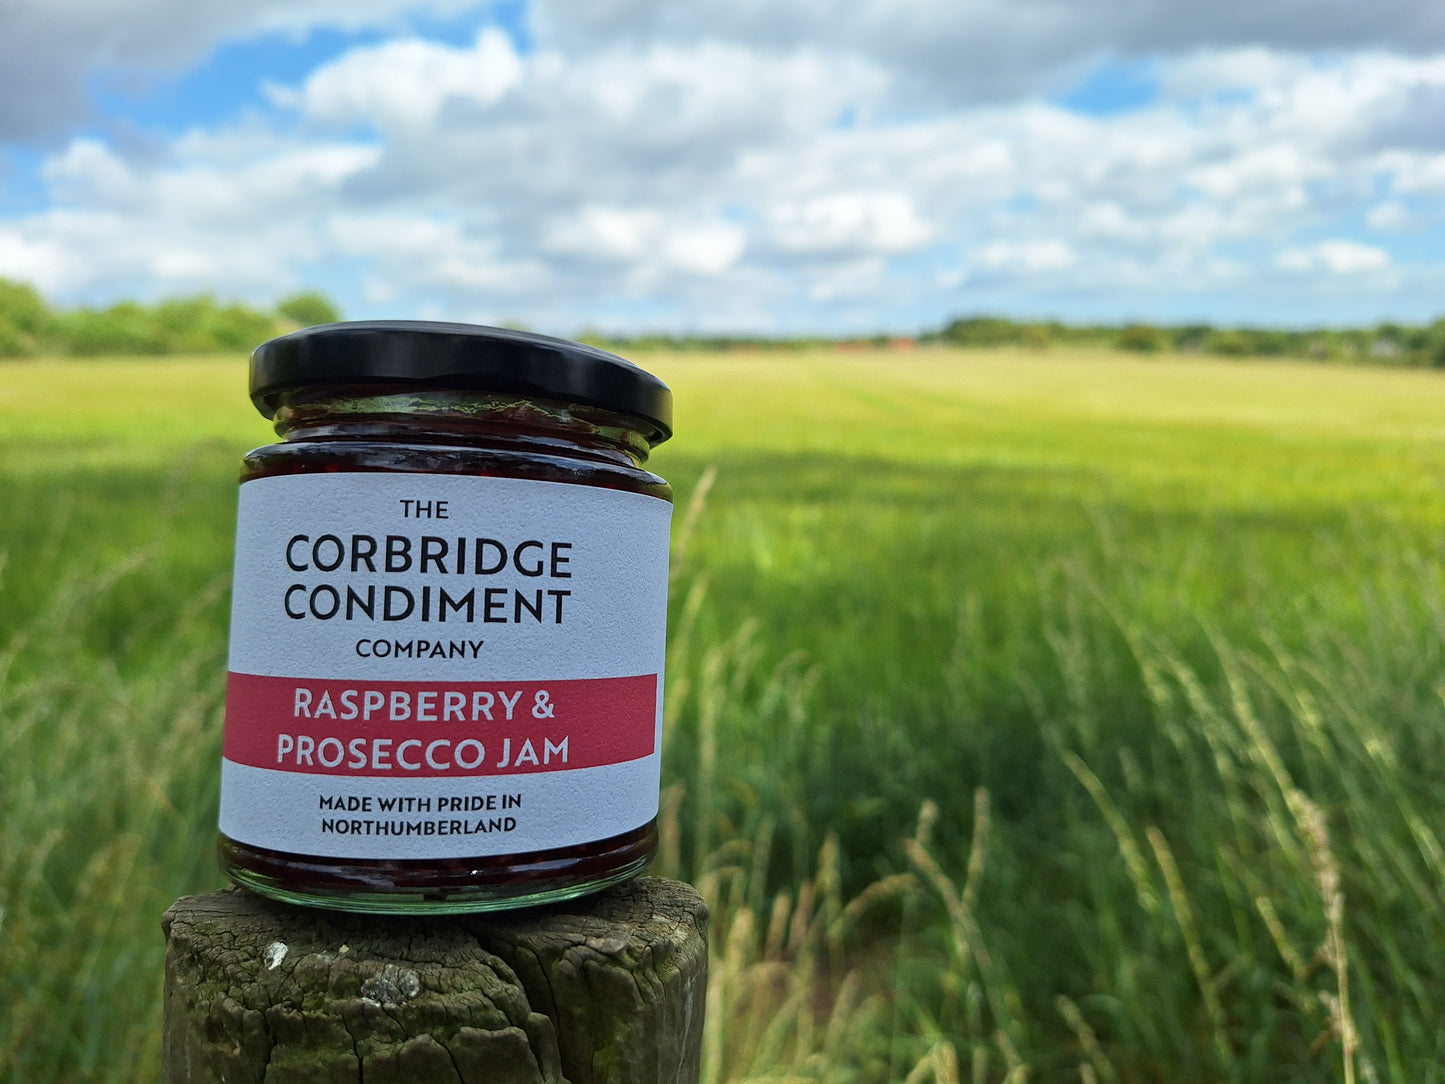 THE
CORBRIDGE
CONDIMENT
COMPANY
RASPBERRY &
PROSECCO JAM
MADE WITH PRIDE IN
NORTHUMBERLAND